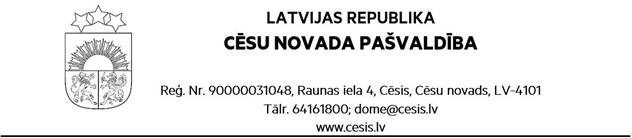 LATVIJAS REPUBLIKA
CĒSU NOVADA PAŠVALDĪBA
Reģ. Nr. 90000031048, Raunas iela 4, Cēsis, Cēsu novads, LV-4101
Tālr. 64161800; dome@cesis.lv
www.cesis.lv